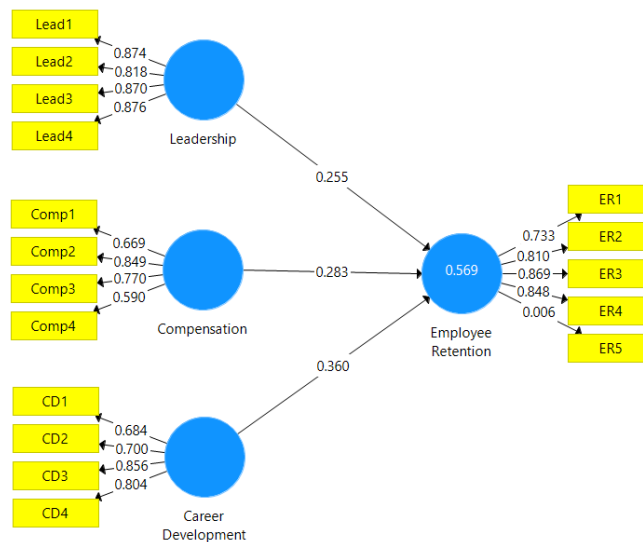 Lead1
Lead2
Lead3
Lead4
0.874
0.818
0.870
0.876
Leadership
0.255
Comp1
Comp2
Comp3
Comp4
0.669
0.849
0.770
0.590
Compensation
0.283
CD1
CD2
CD3
CD4
0.684
0.700
0.856
0.804
Career
Development
0.360
0.569
Employee
Retention
0.733
0.810
0.869
0.848
0.006
ER1
ER2
ER3
ER4
ER5